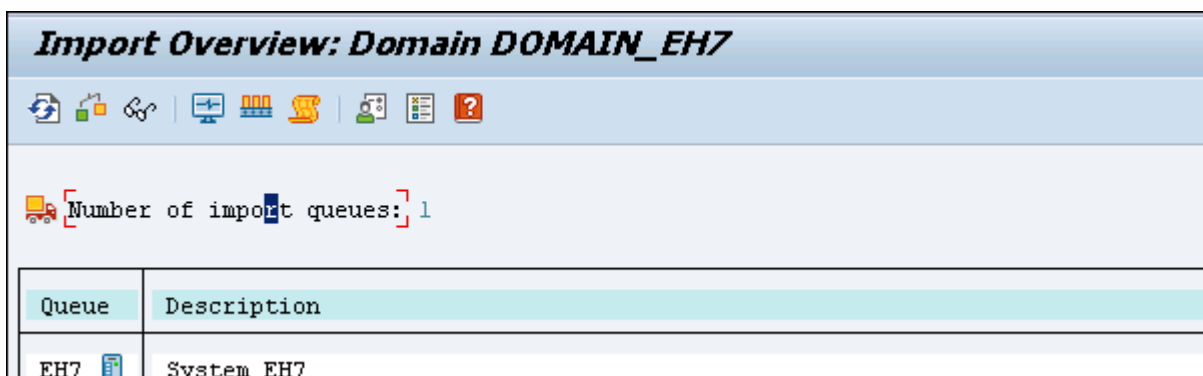 Import Overview: Domain DOMAIN_EH7
Number of import queues: 1
Queue Description
EH7 System EH7